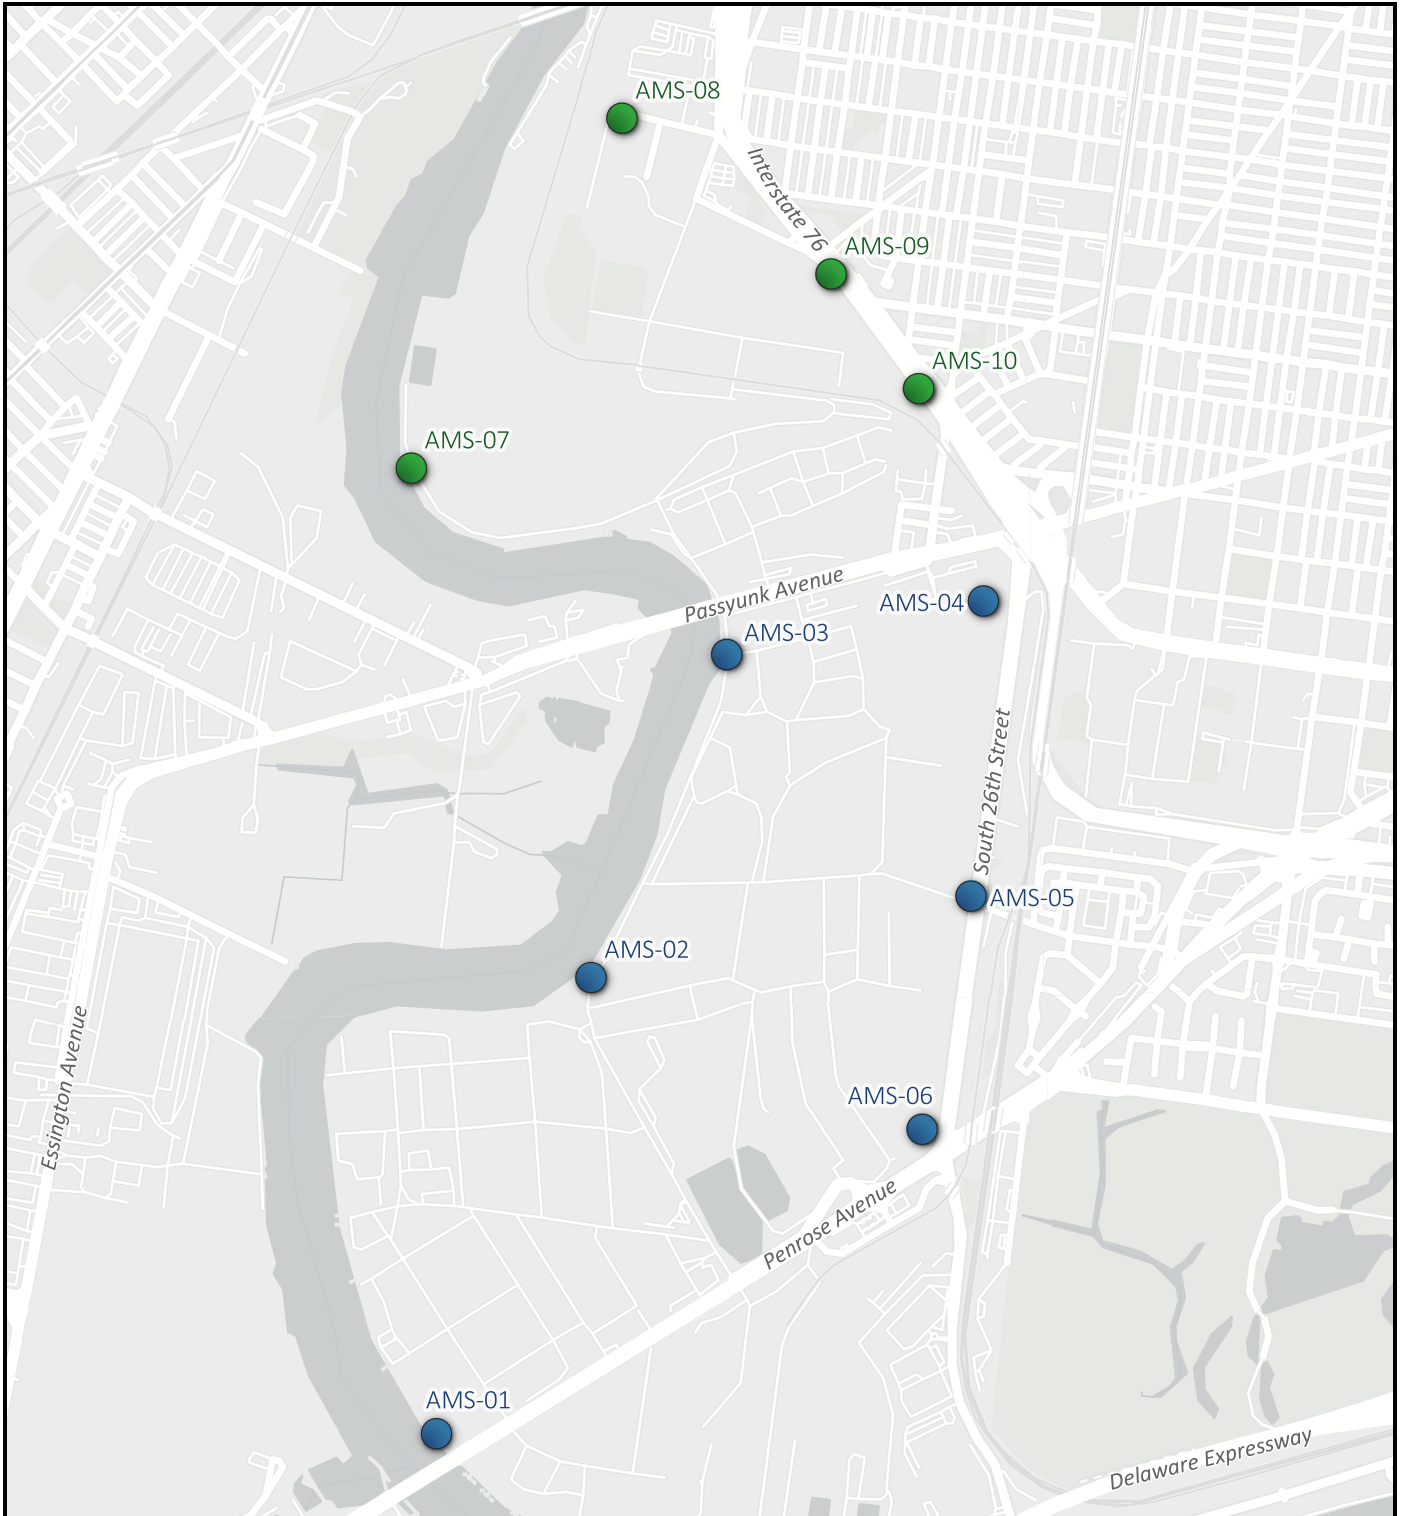 AMS-08
Interstate 76
AMS-09
AMS-10
AMS-07
Passyunk Avenue
AMS-04
AMS-03
South 26th Street
AMS-05
AMS-02
Essington Avenue
AMS-06
Penrose Avenue
AMS-01
Delaware Expressway